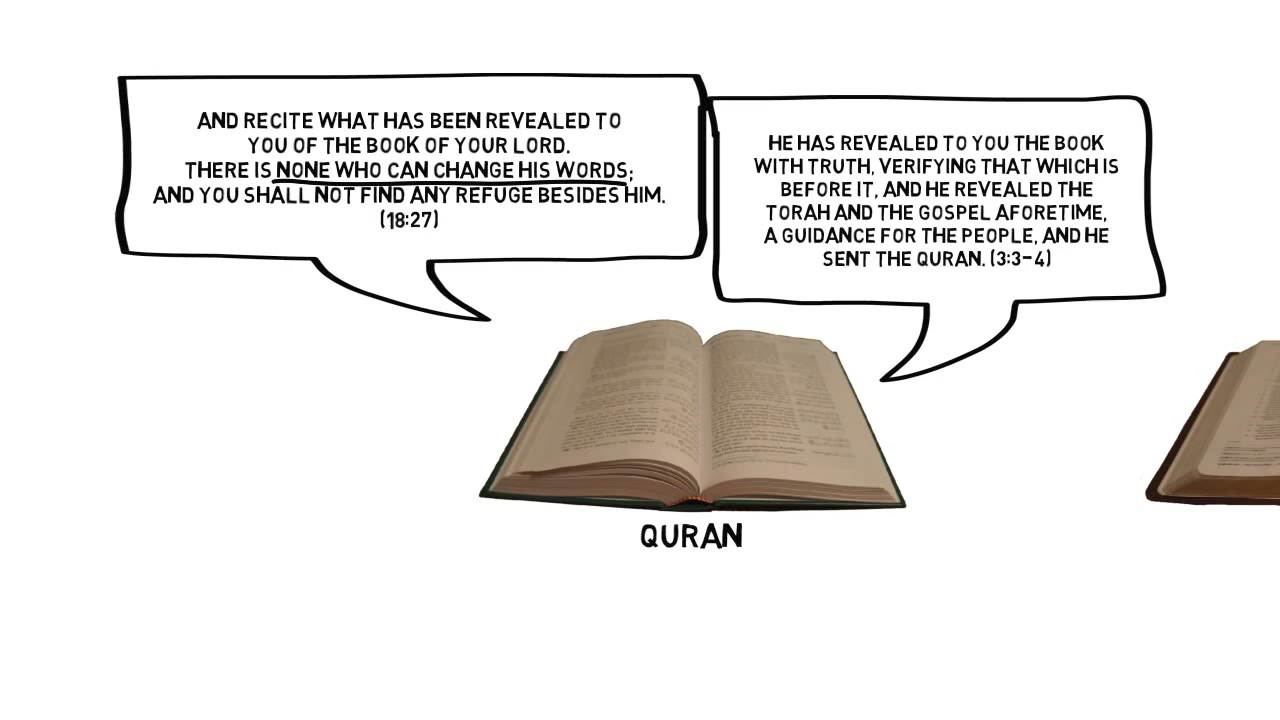 AND RECITE WHAT HAS BEEN REVEALED TO
YOU OF THE BOOK OF YOUR LORD.
THERE IS NONE WHO CAN CHANGE HIS WORDS;
AND YOU SHALL NOT FIND ANY REFUGE BESIDES HIM.
(18:27)
HE HAS REVEALED TO YOU THE BOOK
WITH TRUTH, VERIFYING THAT WHICH IS
BEFORE IT, AND HE REVEALED THE
TORAH AND THE GOSPEL AFORETIME,
A GUIDANCE FOR THE PEOPLE, AND HE
SENT THE QURAN. (3:3-4)
QURAN